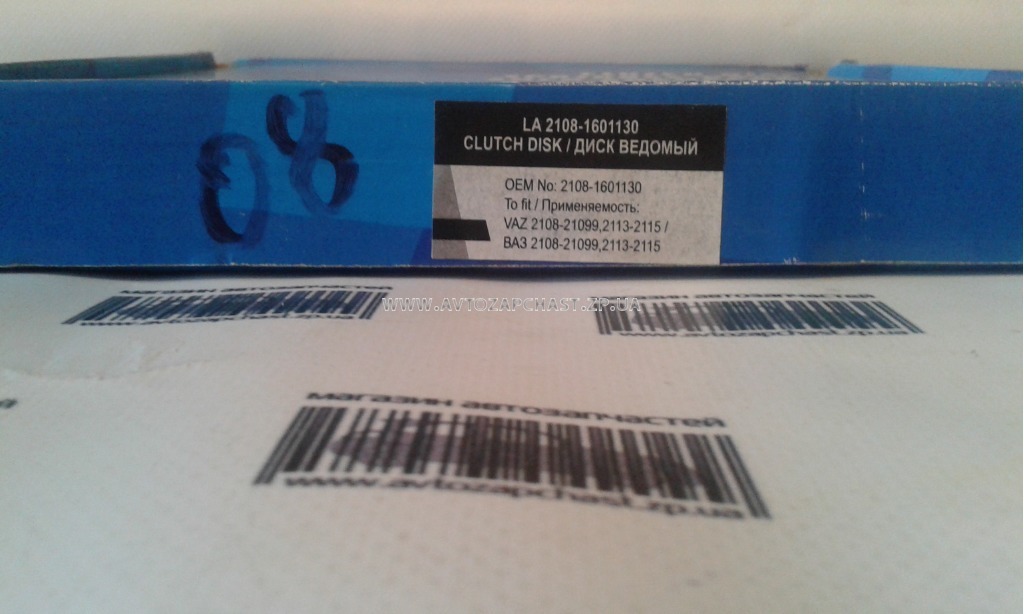 08
LA 2108-1601130
CLUTCH DISK / ДИСК ВЕДОМЫЙ
OEM No: 2108-1601130
To fit / Применяемость:
VAZ 2108-21099,2113-2115 /
ВАЗ 2108-21099,2113-2115
магазин автозапчастей
WWW.AVTOZAPCHAST.ZP.UA
магазин автозапчастей
www.avtozapchast.zp.ua